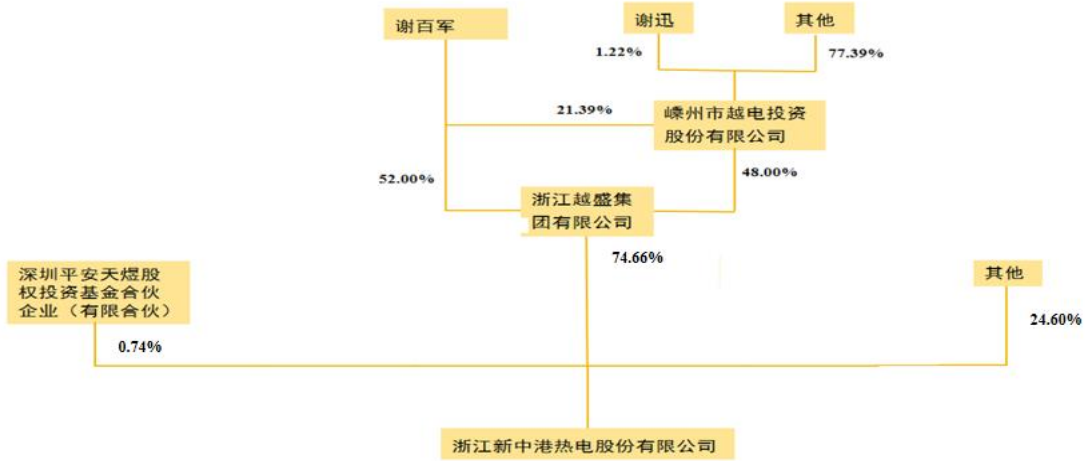 谢百军
谢迅
其他
1.22%
77.39%
21.39%
嵊州市越电投资
股份有限公司
52.00%
48.00%
浙江越盛集
团有限公司
74.66%
深圳平安天煜股
权投资基金合伙
企业（有限合伙）
其他
0.74%
24.60%
浙江新中港热电股份有限公司